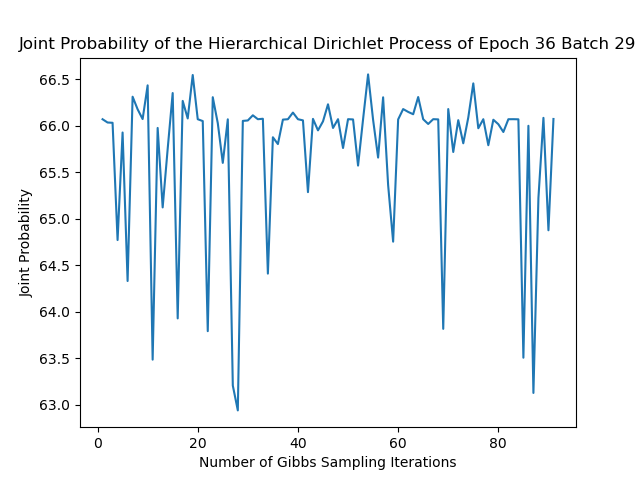 Joint Probability of the Hierarchical Dirichlet Process of Epoch 36 Batch 29
66.5
66.0
65.5
65.0
64.5
64.0
63.5
63.0
Joint Probability
0 20 40 60 80
Number of Gibbs Sampling Iterations